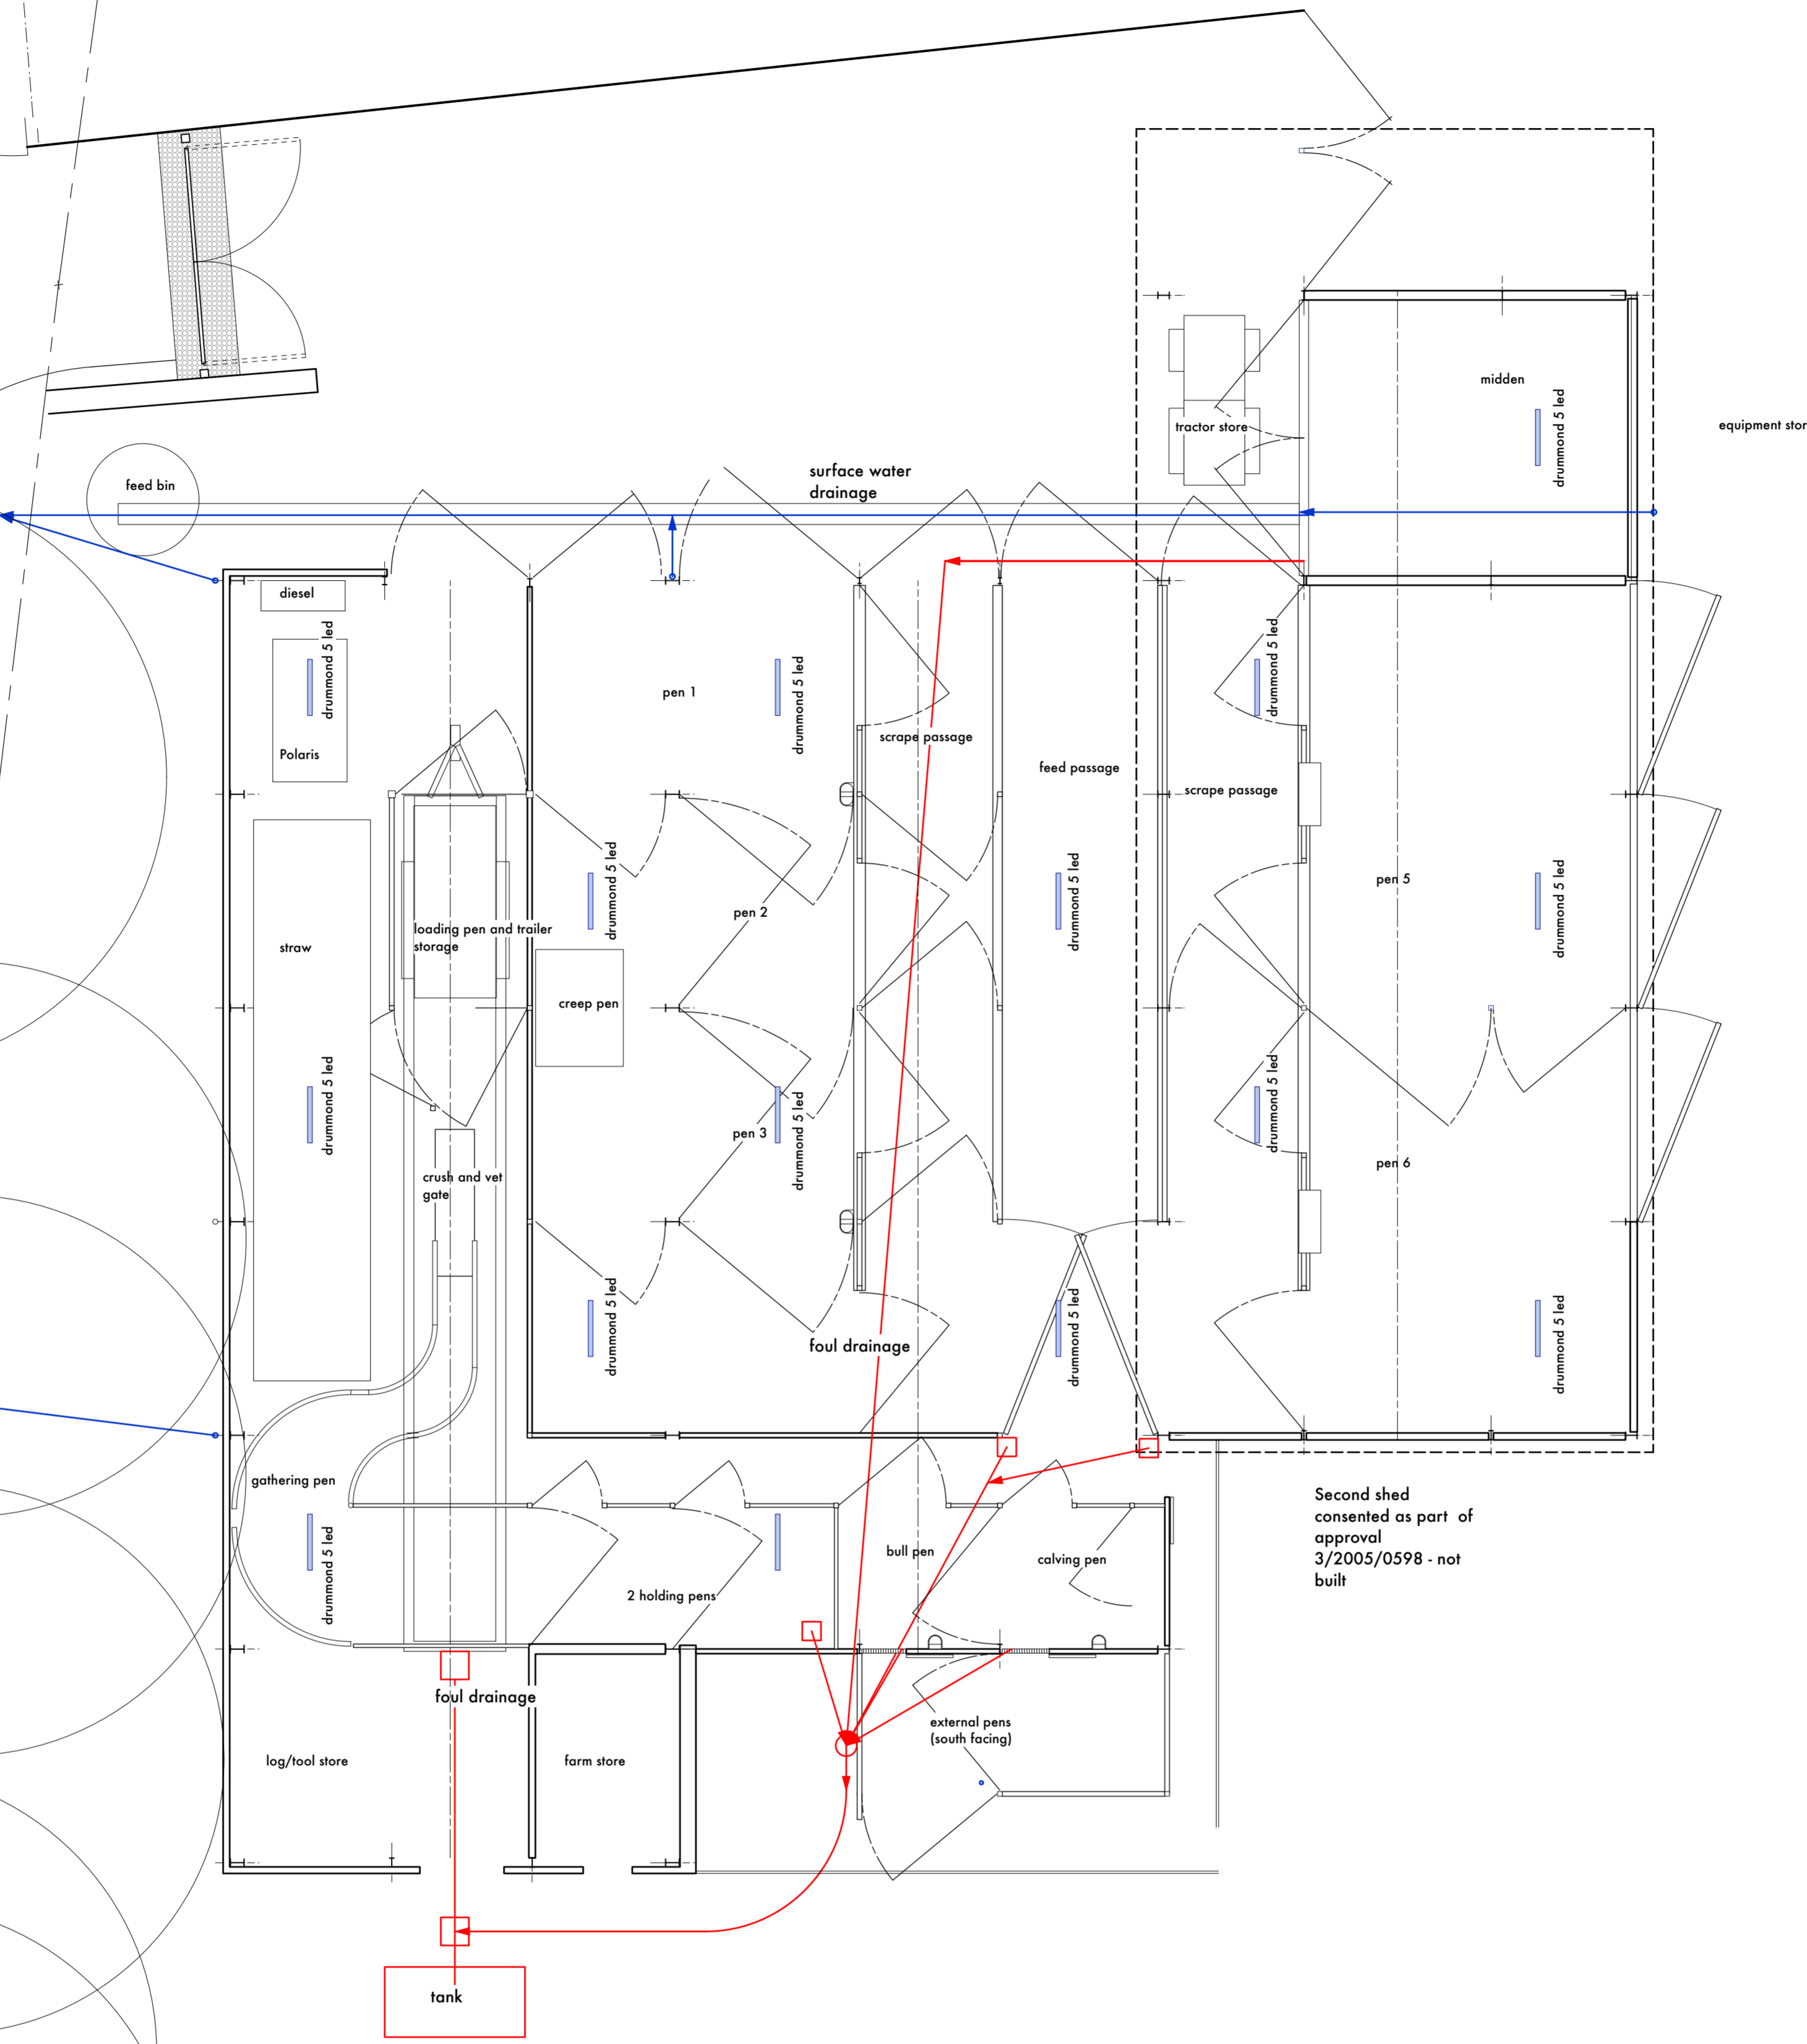 surface water
drainage
feed bin
midden
drummond 5 led
tractor store
equipment stor
diesel
drummond 5 led
Polaris
pen 1
drummond 5 led
scrape passage
feed passage
drummond 5 led
scrape passage
straw
loading pen and trailer
storage
drummond 5 led
pen 2
creep pen
drummond 5 led
pen 5
drummond 5 led
drummond 5 led
crush and vet
gate
pen 3
drummond 5 led
drummond 5 led
pen 6
drummond 5 led
foul drainage
drummond 5 led
drummond 5 led
gathering pen
drummond 5 led
2 holding pens
bull pen
calving pen
Second shed
consented as part of
approval
3/2005/0598 - not
built
foul drainage
log/tool store
farm store
external pens
(south facing)
tank